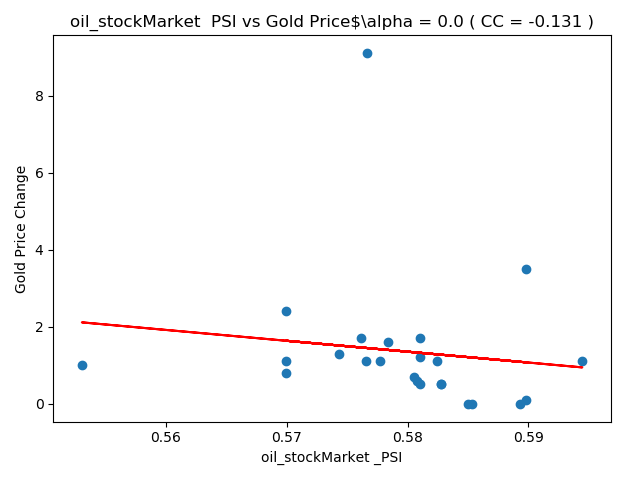 oil_stockMarket  PSI vs Gold Price$\alpha = 0.0 ( CC = -0.131 )
Gold Price Change
8
6
4
2
0
0.56 0.57 0.58 0.59
oil_stockMarket _PSI